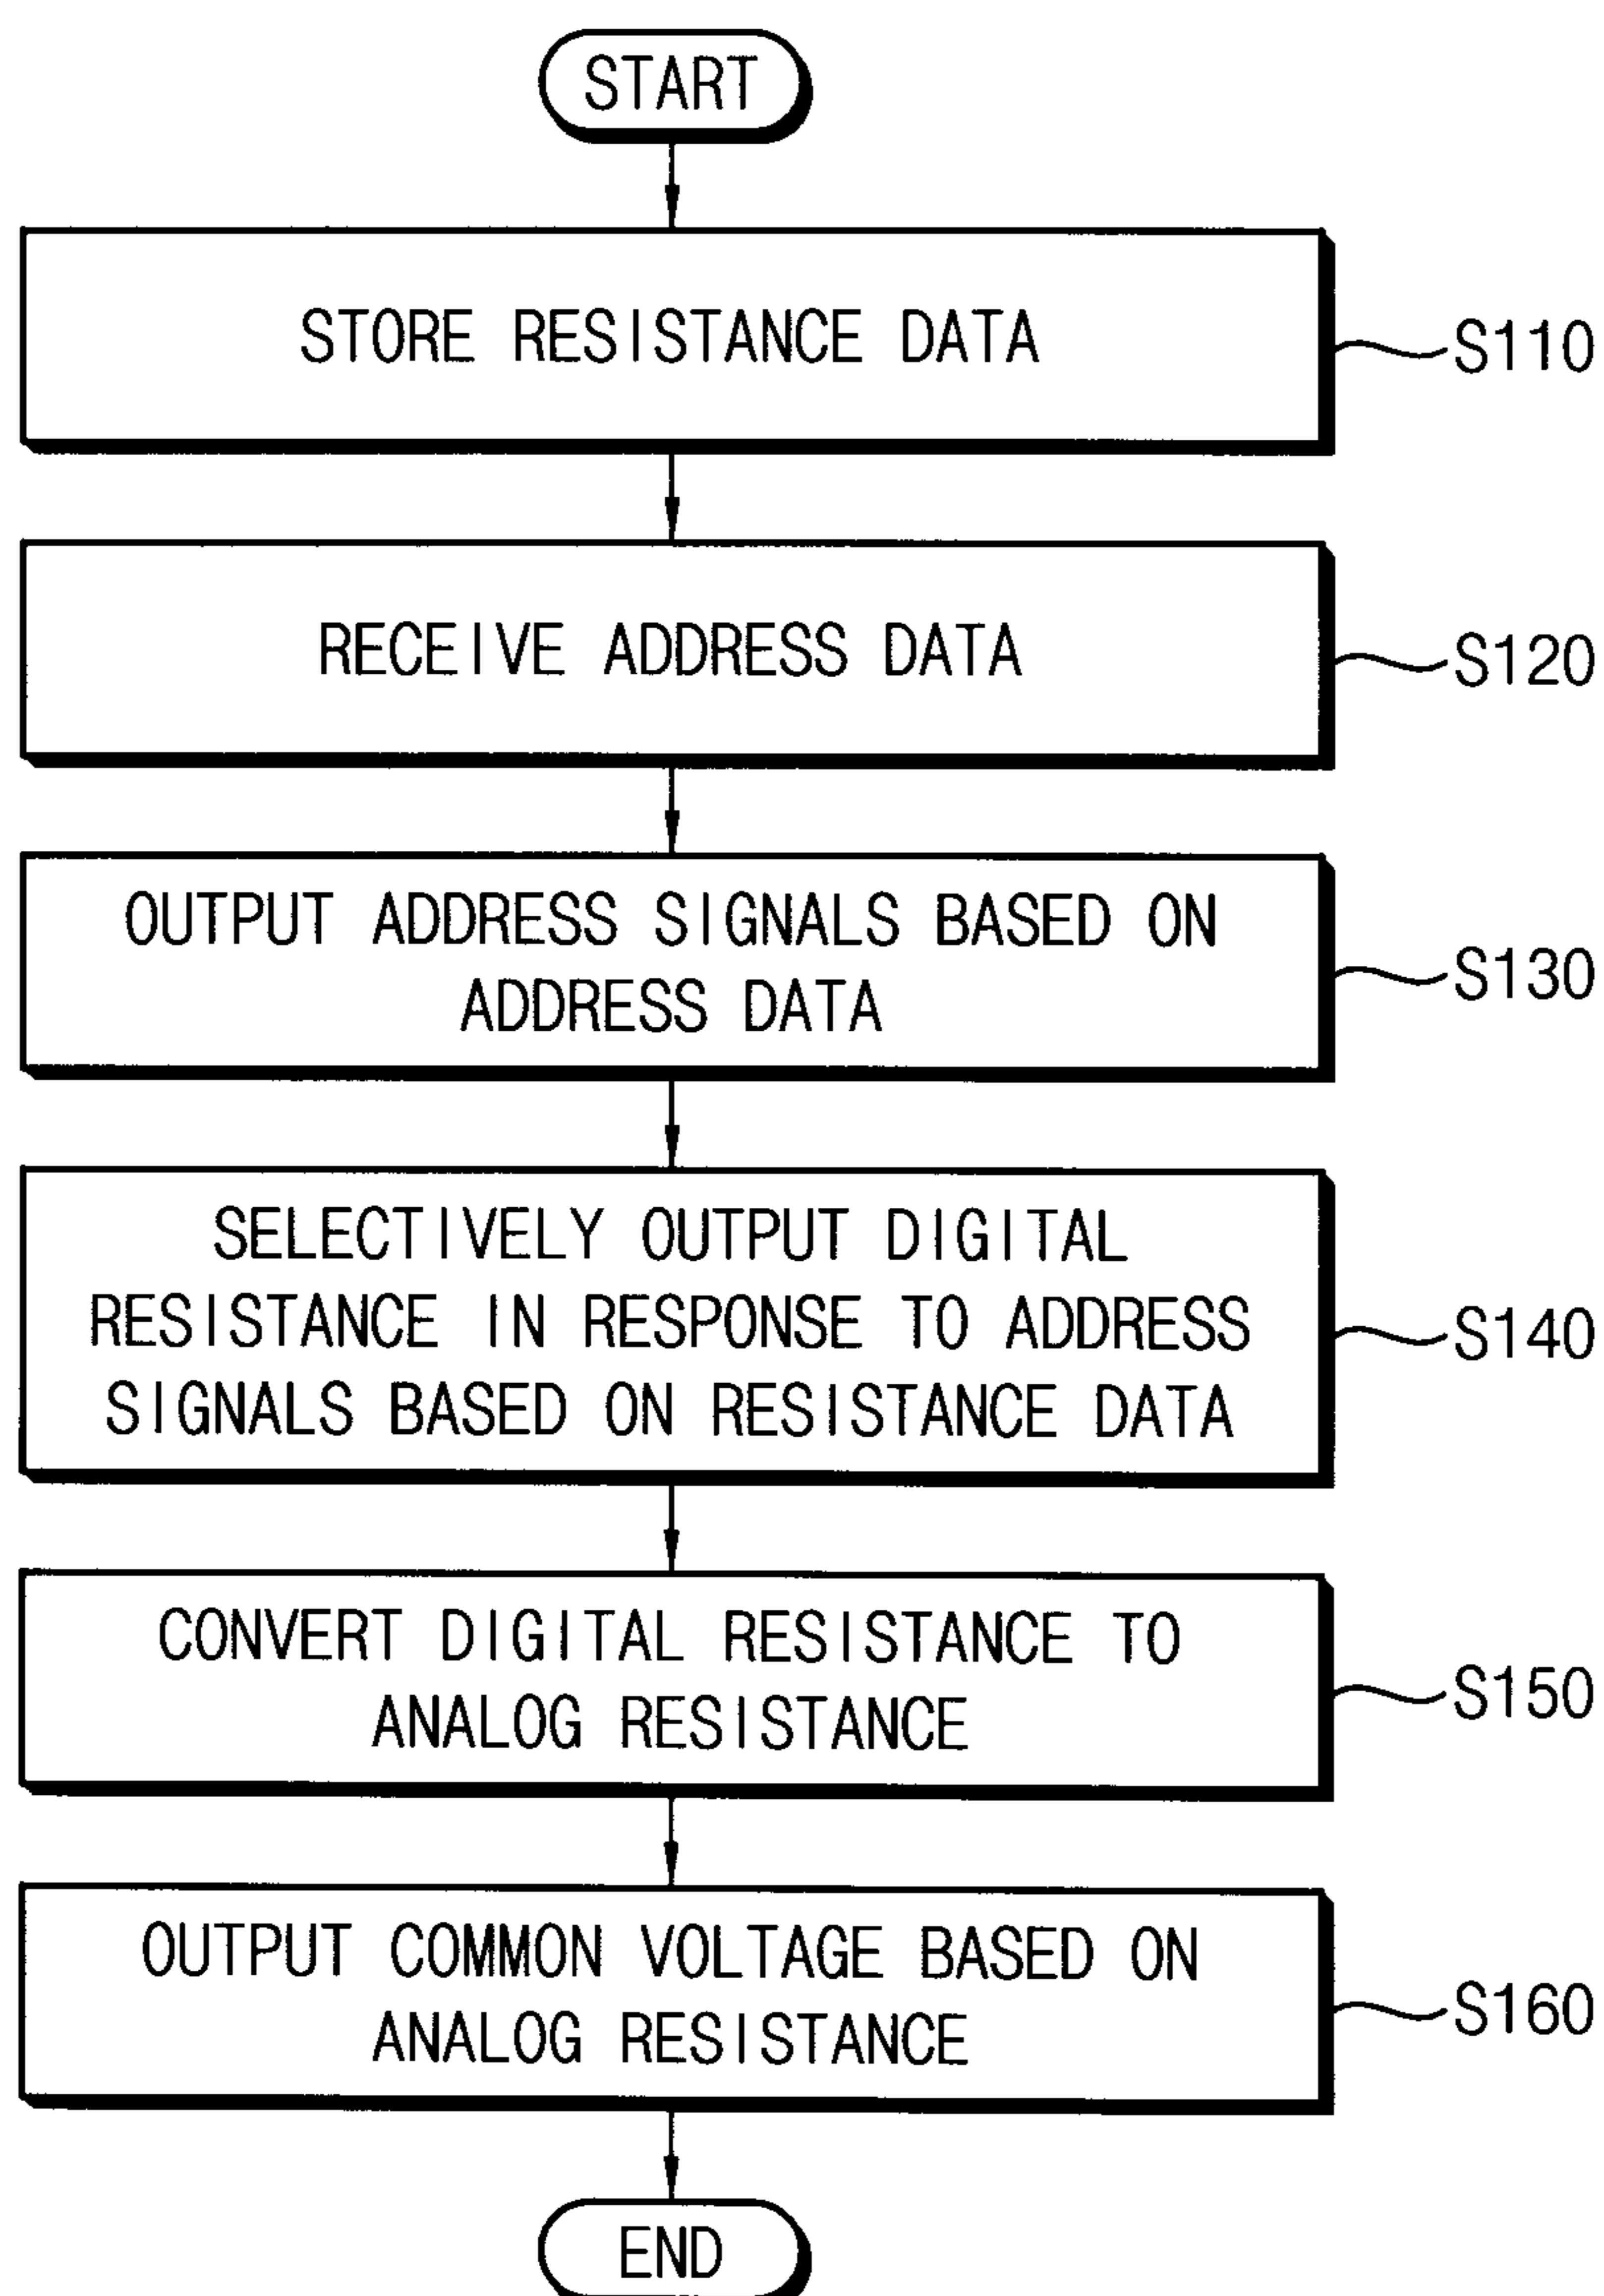 START
STORE RESISTANCE DATA
S110
RECEIVE ADDRESS DATA
S120
OUTPUT ADDRESS SIGNALS BASED ON
ADDRESS DATA
S130
SELECTIVELY OUTPUT DIGITAL
RESISTANCE IN RESPONSE TO ADDRESS
SIGNALS BASED ON RESISTANCE DATA
S140
CONVERT DIGITAL RESISTANCE TO
ANALOG RESISTANCE
S150
OUTPUT COMMON VOLTAGE BASED ON
ANALOG RESISTANCE
S160
END